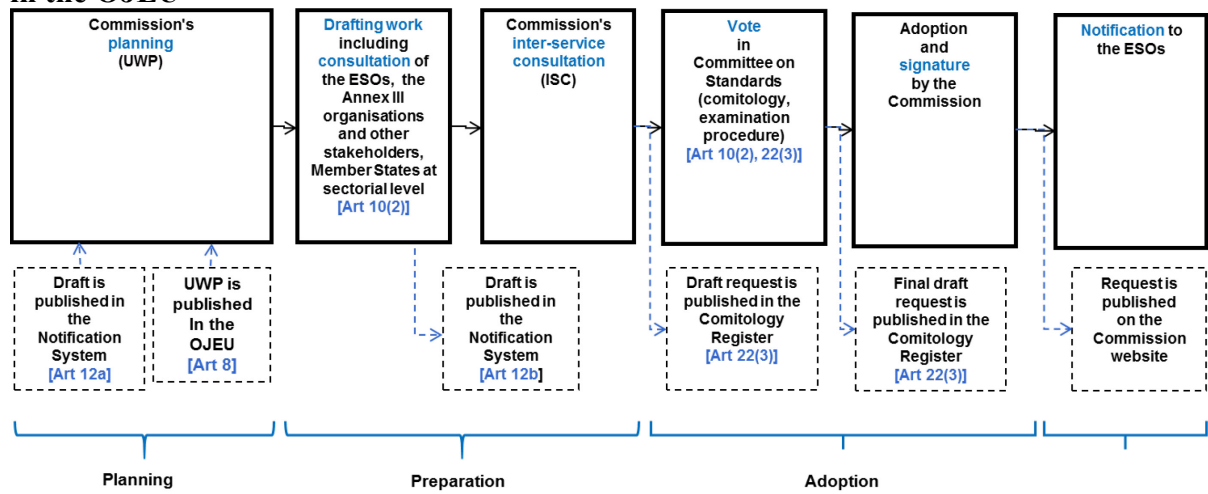 in the OJEU
Commission's
planning
(UWP)
Drafting work
including
consultation of
the ESOs, the
Annex III
organisations
and other
stakeholders,
Member States at
sectorial level
[Art 10(2)]
Commission's
inter-service
consultation
(ISC)
Vote
in
Committee on
Standards
(comitology,
examination
procedure)
[Art 10(2), 22(3)]
Adoption
and
signature
by the
Commission
Notification to
the ESOs
Draft is
published in
the
Notification
System
[Art 12a)]
UWP is
published
In the
OJEU
[Art 8]
Draft is
published in
the
Notification
System
[Art 12b]
Draft request is
published in the
Comitology
Register
[Art 22(3)]
Final draft
request is
published in the
Comitology
Register
[Art 22(3)]
Request is
published
on the
Commission
website
Planning
Preparation
Adoption